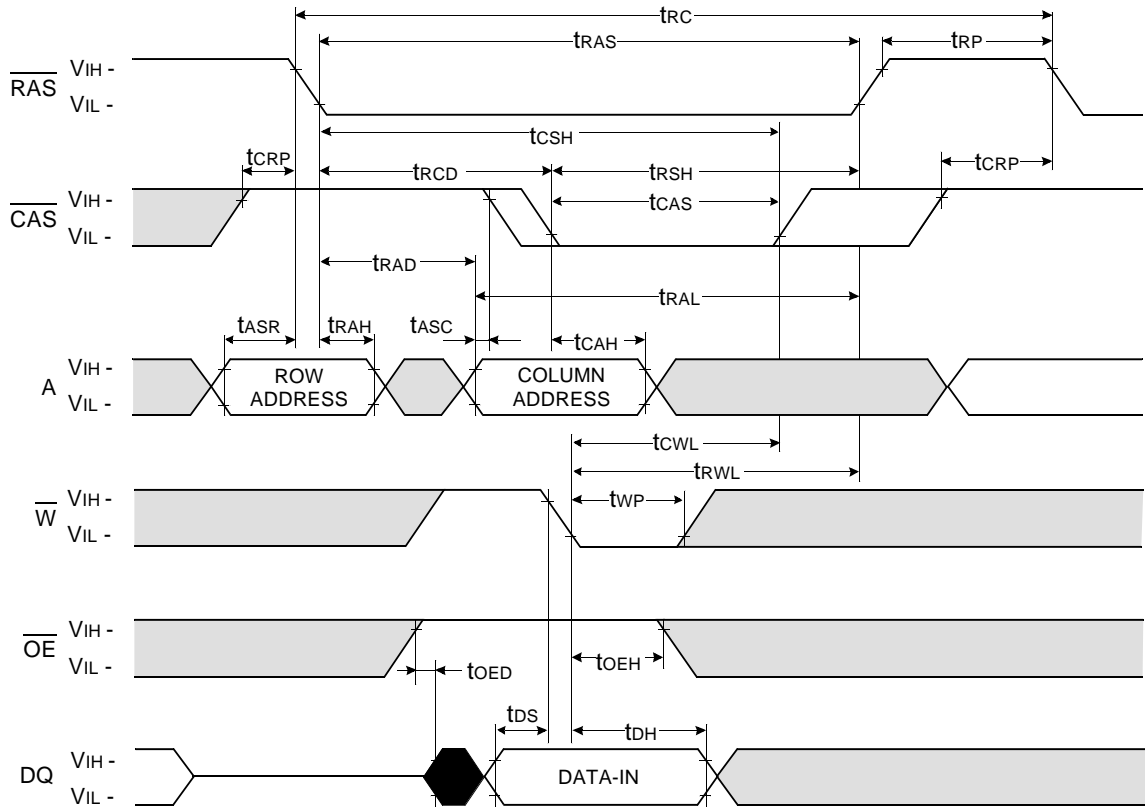 tRC
tRAS
tRP
RAS
VIH -
VIL -
tCSH
tCRP
tRCD
tRSH
tCRP
CAS
VIH -
VIL -
tCAS
tRAD
tRAL
tASR
tRAH
tASC
tCAH
A
VIH -
VIL -
ROW
ADDRESS
COLUMN
ADDRESS
tCWL
tRWL
W
VIH -
VIL -
tWP
OE
VIH -
VIL -
tOED
tOEH
tDS
tDH
DQ
VIH -
VIL -
DATA-IN